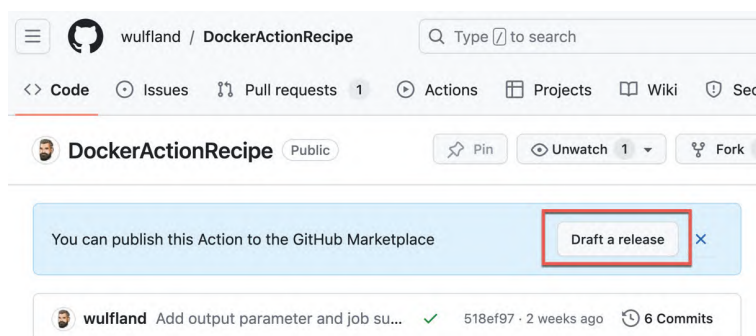 wulfland / DockerActionRecipe Type / to search
Code Issues Pull requests 1 Actions Projects Wiki Sec
DockerActionRecipe Public Pin Unwatch 1 Fork
You can publish this Action to the GitHub Marketplace Draft a release ×
wulfland Add output parameter and job su... 518ef97 · 2 weeks ago 6 Commits